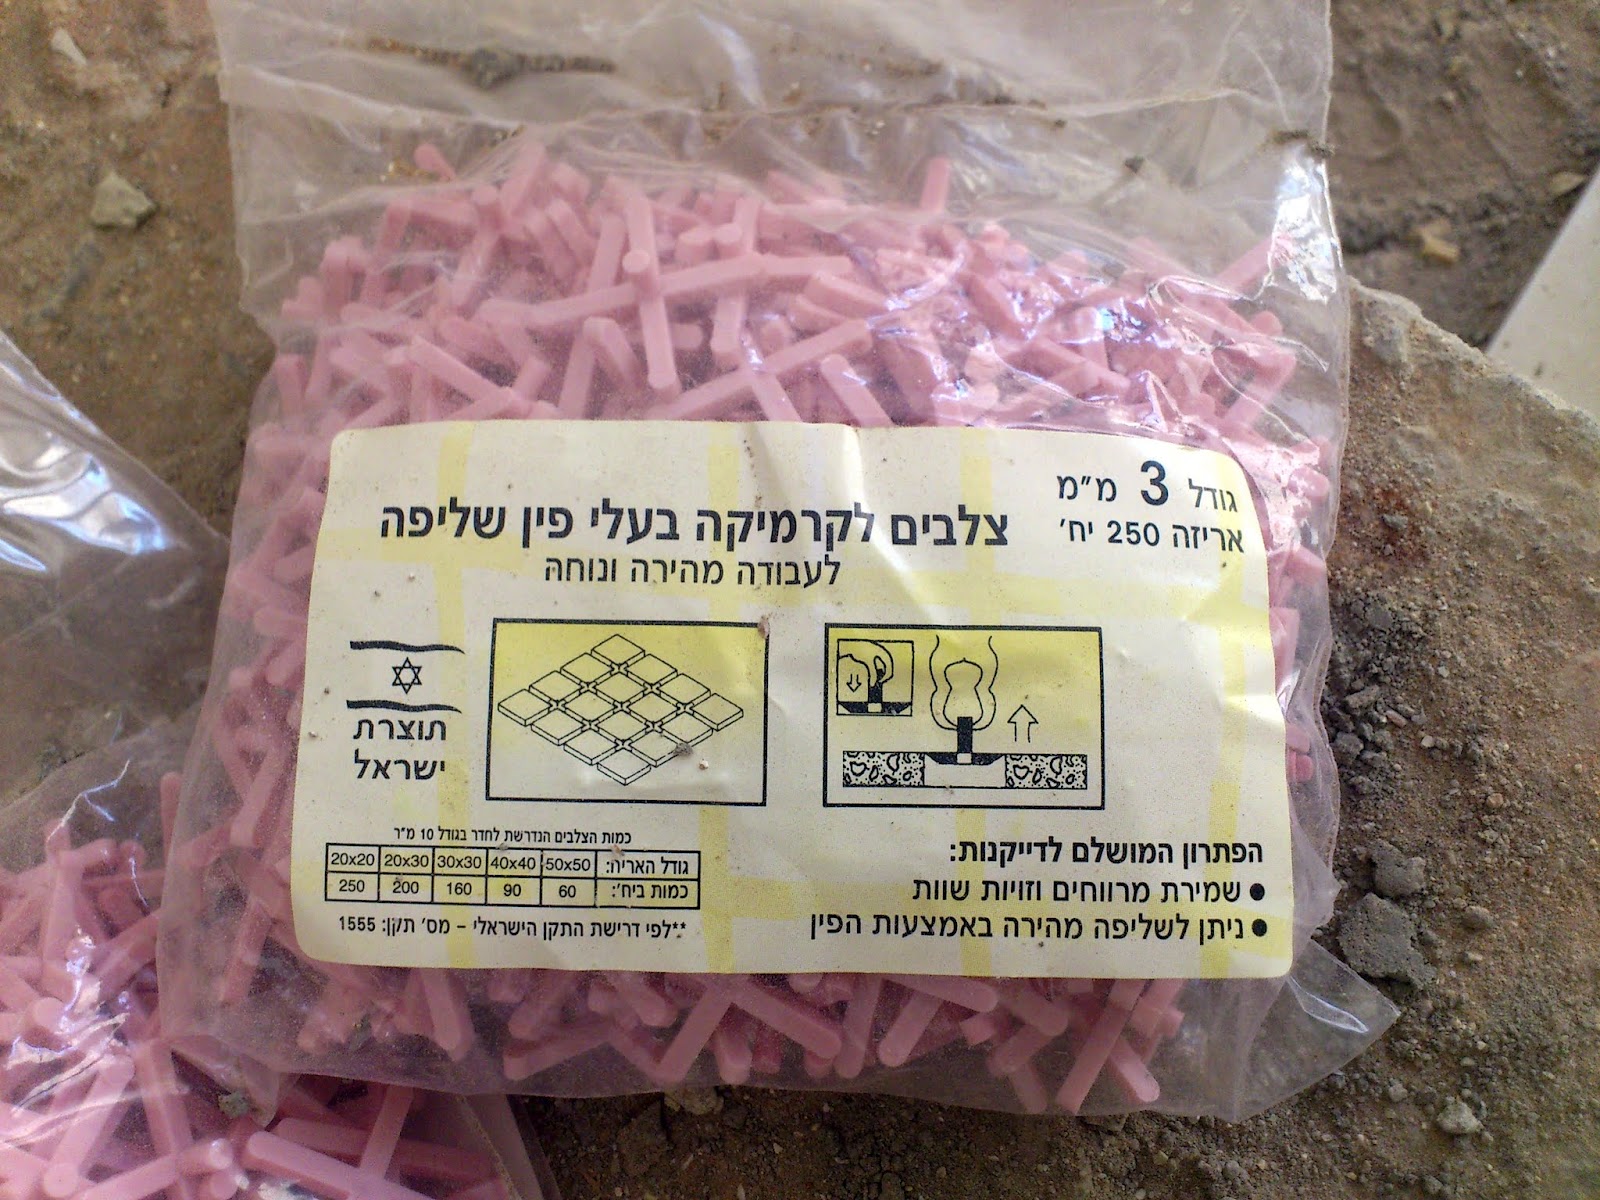 גודל 3 מ"מ
אריזה 250 יח'
צלבים לקרמיקה בעלי פין שליפה
לעבודה מהירה ונוחה
תוצרת
ישראל
כמות הצלבים הנדרשת לחדר בגודל 10 מ"ר
גודל האריח: 50x50 40x40 30x30 20x30 20x20
כמות ביח': 60 90 160 200 250
**לפי דרישת התקן הישראלי – מס' תקן: 1555
הפתרון המושלם לדייקנות:
● שמירת מרווחים וזויות שוות
● ניתן לשליפה מהירה באמצעות הפין